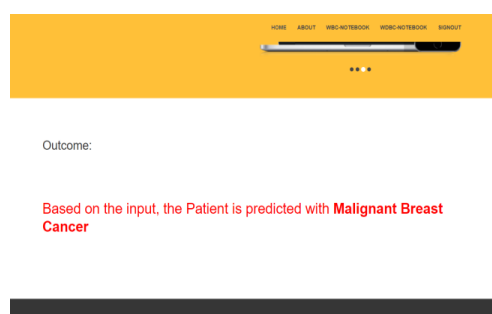 HOME ABOUT WBC-NOTEBOOK WDBC-NOTEBOOK SIGNOUT
Outcome:
Based on the input, the Patient is predicted with Malignant Breast
Cancer